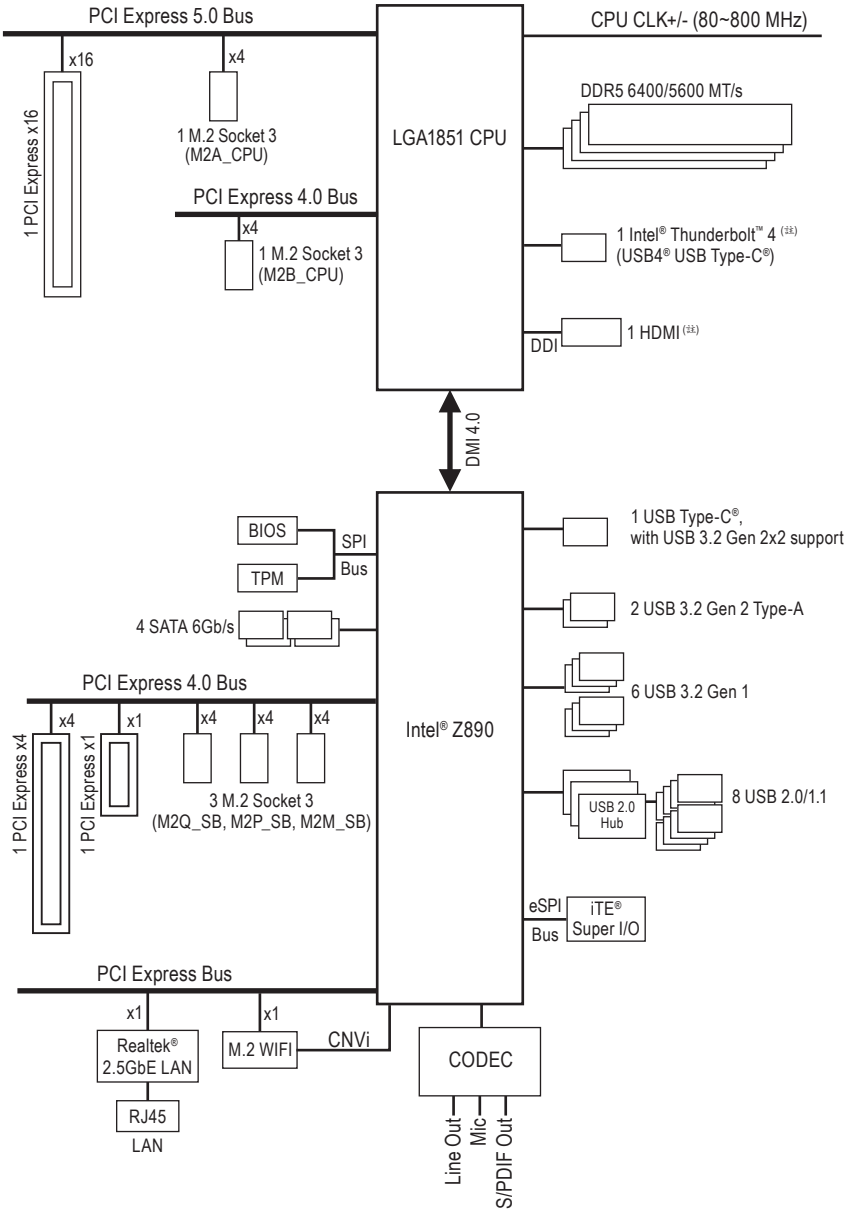 PCI Express 5.0 Bus
CPU CLK+/- (80~800 MHz)
x16
x4
1 PCI Express x16
1 M.2 Socket 3
(M2A_CPU)
LGA1851 CPU
DDR5 6400/5600 MT/s
PCI Express 4.0 Bus
x4
1 M.2 Socket 3
(M2B_CPU)
1 Intel® Thunderbolt™ 4 (註)
(USB4® USB Type-C®)
DDI
1 HDMI (註)
DMI 4.0
BIOS
TPM
SPI
Bus
1 USB Type-C®,
with USB 3.2 Gen 2x2 support
4 SATA 6Gb/s
2 USB 3.2 Gen 2 Type-A
PCI Express 4.0 Bus
6 USB 3.2 Gen 1
x4
x1
x4
x4
x4
1 PCI Express x4
1 PCI Express x1
3 M.2 Socket 3
(M2Q_SB, M2P_SB, M2M_SB)
Intel® Z890
USB 2.0
Hub
8 USB 2.0/1.1
eSPI
Bus
iTE®
Super I/O
PCI Express Bus
x1
x1
Realtek®
2.5GbE LAN
M.2 WIFI
CNVi
CODEC
RJ45
LAN
Line Out
Mic
S/PDIF Out